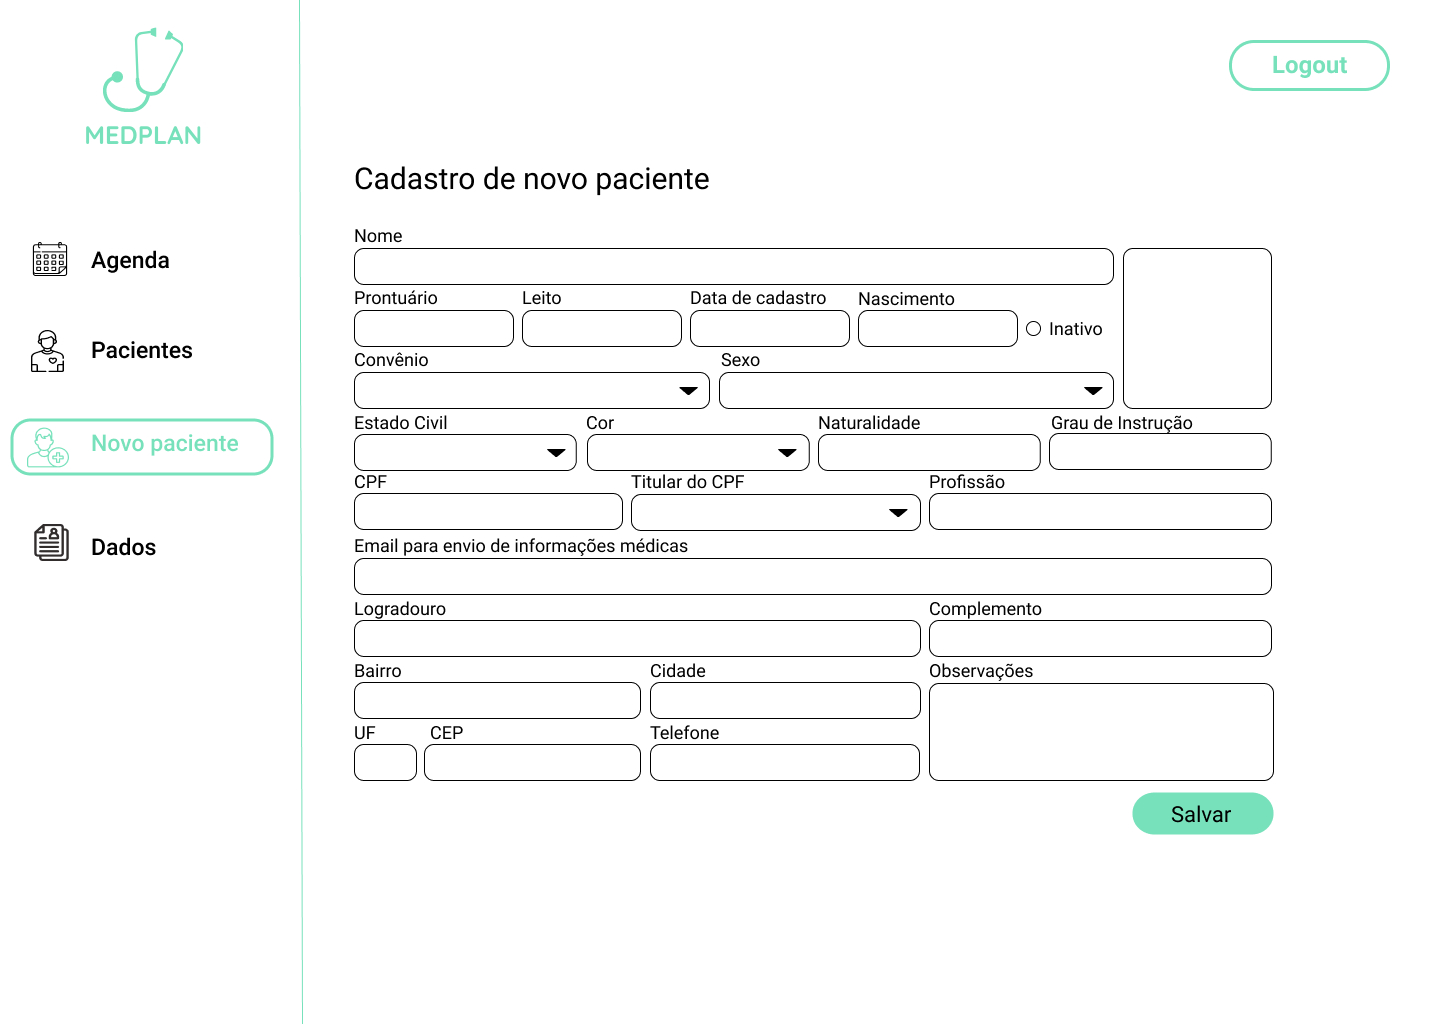 MEDPLAN
Agenda
Pacientes
Novo paciente
Dados
Logout
Cadastro de novo paciente
Nome
Prontuário Leito Data de cadastro Nascimento
Inativo
Convênio Sexo
Estado Civil Cor Naturalidade Grau de Instrução
CPF Titular do CPF Profissão
Email para envio de informações médicas
Logradouro Complemento
Bairro Cidade Observações
UF CEP Telefone
Salvar